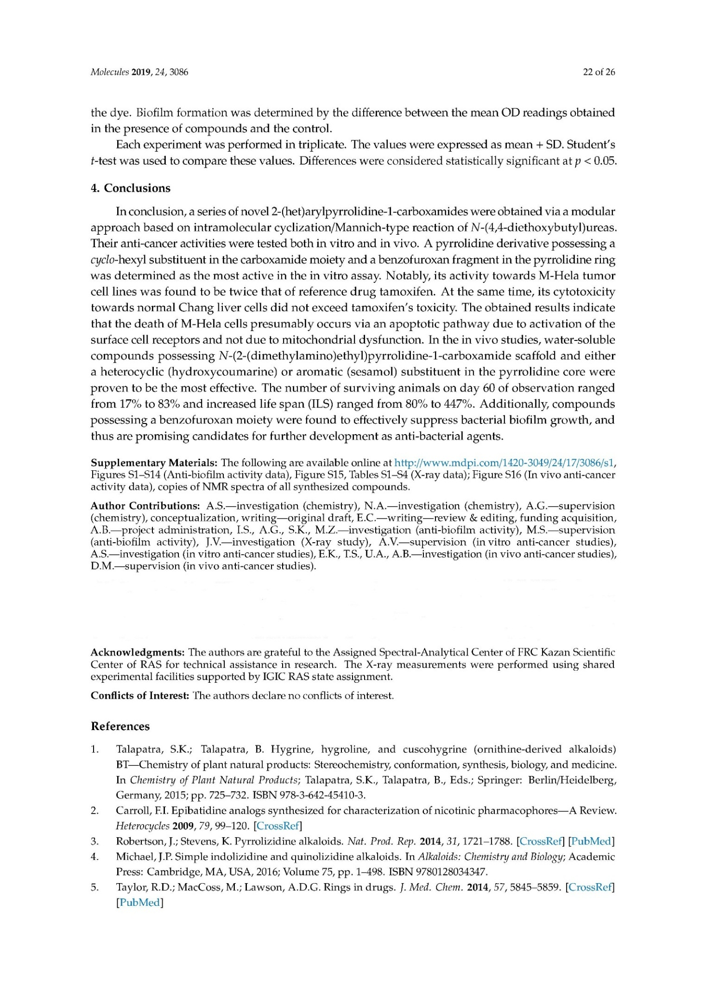 Molecules 2019, 24, 3086
22 of 26
the dye. Biofilm formation was determined by the difference between the mean OD readings obtained
in the presence of compounds and the control.
Each experiment was performed in triplicate. The values were expressed as mean + SD. Student's
t-test was used to compare these values. Differences were considered statistically significant at p < 0.05.
4. Conclusions
In conclusion, a series of novel 2-(het)arylpyrrolidine-1-carboxamides were obtained via a modular
approach based on intramolecular cyclization/Mannich-type reaction of N-(4,4-diethoxybutyl)ureas.
Their anti-cancer activities were tested both in vitro and in vivo. A pyrrolidine derivative possessing a
cyclo-hexyl substituent in the carboxamide moiety and a benzofuroxan fragment in the pyrrolidine ring
was determined as the most active in the in vitro assay. Notably, its activity towards M-Hela tumor
cell lines was found to be twice that of reference drug tamoxifen. At the same time, its cytotoxicity
towards normal Chang liver cells did not exceed tamoxifen's toxicity. The obtained results indicate
that the death of M-Hela cells presumably occurs via an apoptotic pathway due to activation of the
surface cell receptors and not due to mitochondrial dysfunction. In the in vivo studies, water-soluble
compounds possessing N-(2-(dimethylamino)ethyl)pyrrolidine-1-carboxamide scaffold and either
a heterocyclic (hydroxycoumarine) or aromatic (sesamol) substituent in the pyrrolidine core were
proven to be the most effective. The number of surviving animals on day 60 of observation ranged
from 17% to 83% and increased life span (ILS) ranged from 80% to 447%. Additionally, compounds
possessing a benzofuroxan moiety were found to effectively suppress bacterial biofilm growth, and
thus are promising candidates for further development as anti-bacterial agents.
Supplementary Materials: The following are available online at http://www.mdpi.com/1420-3049/24/17/3086/s1,
Figures S1–S14 (Anti-biofilm activity data), Figure S15, Tables S1–S4 (X-ray data); Figure S16 (In vivo anti-cancer
activity data), copies of NMR spectra of all synthesized compounds.
Author Contributions: A.S.—investigation (chemistry), N.A.—investigation (chemistry), A.G.—supervision
(chemistry), conceptualization, writing—original draft, E.C.—writing—review & editing, funding acquisition,
A.B.—project administration, I.S., A.G., S.K., M.Z.—investigation (anti-biofilm activity), M.S.—supervision
(anti-biofilm activity), J.V.—investigation (X-ray study), A.V.—supervision (in vitro anti-cancer studies),
A.S.—investigation (in vitro anti-cancer studies), E.K., T.S., U.A., A.B.—investigation (in vivo anti-cancer studies),
D.M.—supervision (in vivo anti-cancer studies).
Acknowledgments: The authors are grateful to the Assigned Spectral-Analytical Center of FRC Kazan Scientific
Center of RAS for technical assistance in research. The X-ray measurements were performed using shared
experimental facilities supported by IGIC RAS state assignment.
Conflicts of Interest: The authors declare no conflicts of interest.
References
1. Talapatra, S.K.; Talapatra, B. Hygrine, hygroline, and cuscohygrine (ornithine-derived alkaloids)
BT—Chemistry of plant natural products: Stereochemistry, conformation, synthesis, biology, and medicine.
In Chemistry of Plant Natural Products; Talapatra, S.K., Talapatra, B., Eds.; Springer: Berlin/Heidelberg,
Germany, 2015; pp. 725–732. ISBN 978-3-642-45410-3.
2. Carroll, F.I. Epibatidine analogs synthesized for characterization of nicotinic pharmacophores—A Review.
Heterocycles 2009, 79, 99–120. [CrossRef]
3. Robertson, J.; Stevens, K. Pyrrolizidine alkaloids. Nat. Prod. Rep. 2014, 31, 1721–1788. [CrossRef] [PubMed]
4. Michael, J.P. Simple indolizidine and quinolizidine alkaloids. In Alkaloids: Chemistry and Biology; Academic
Press: Cambridge, MA, USA, 2016; Volume 75, pp. 1–498. ISBN 9780128034347.
5. Taylor, R.D.; MacCoss, M.; Lawson, A.D.G. Rings in drugs. J. Med. Chem. 2014, 57, 5845–5859. [CrossRef]
[PubMed]